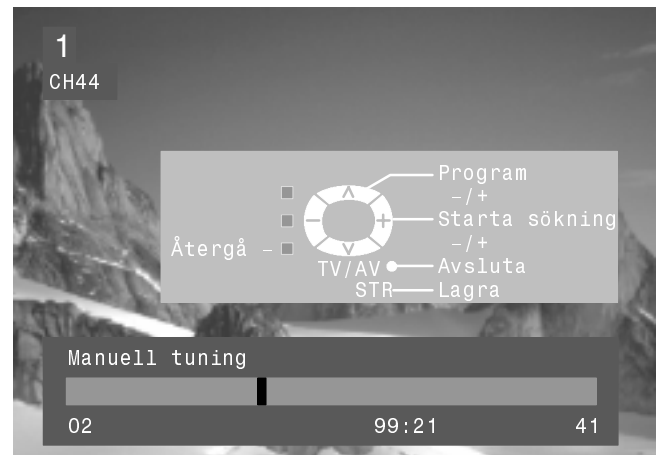 1
CH44
Program
-/+
Starta sökning
-/+
Återgå -
TV/AV Avsluta
STR Lagra
Manuell tuning
02 99:21 41